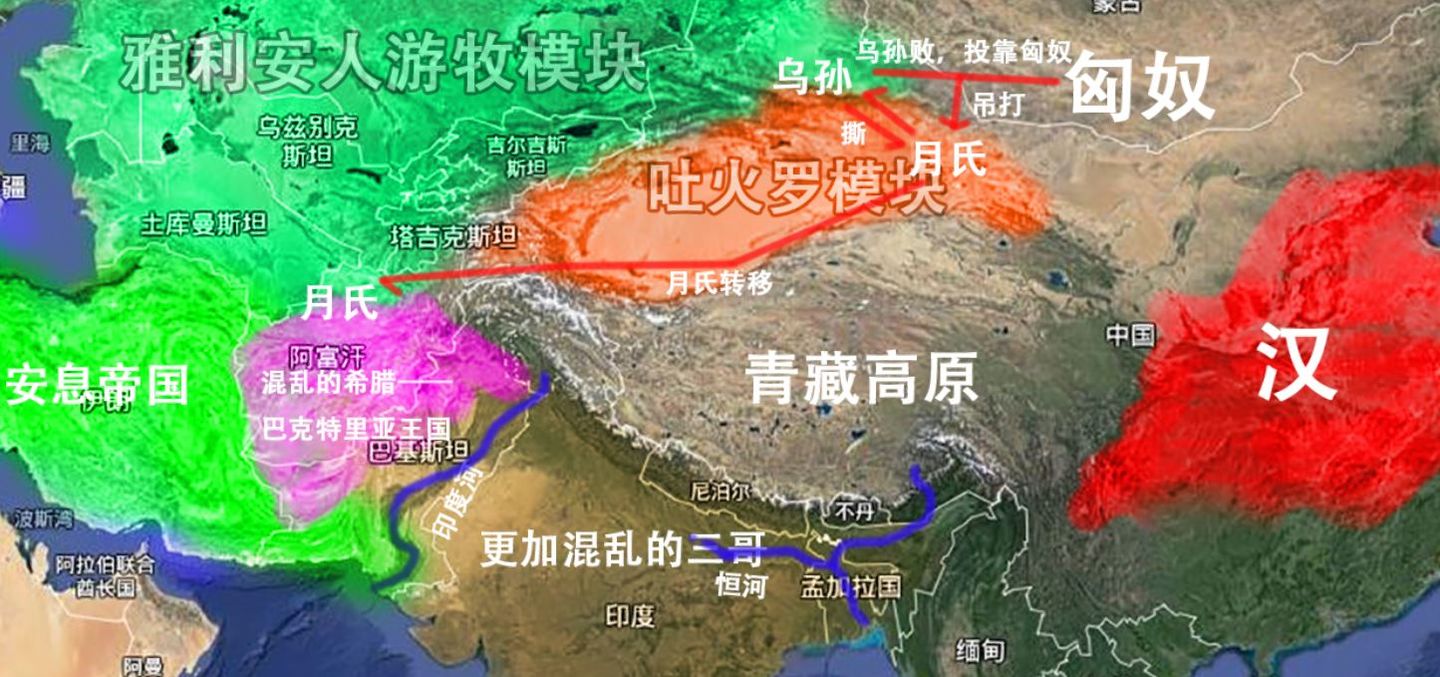 蒙古
雅利安人游牧模块
乌孙败，投靠匈奴
乌孙
匈奴
吊打
乌兹别克
斯坦
吉尔吉斯
斯坦
撕
里海
月氏
疆
吐火罗模块
土库曼斯坦
塔吉克斯坦
月氏转移
月氏
中国
汉
阿富汗
安息帝国
伊朗
青藏高原
混乱的希腊——
巴克特里亚王国
巴基斯坦
印度河
尼泊尔
不丹
波斯湾
更加混乱的三哥
阿拉伯联合
酋长国
恒河
孟加拉国
印度
缅甸
阿曼